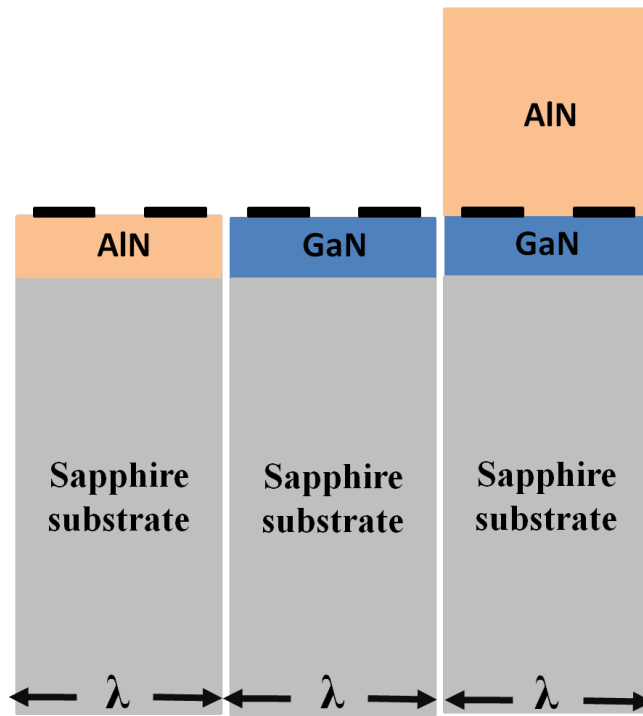 AlN
AlN
GaN
GaN
Sapphire
substrate
Sapphire
substrate
Sapphire
substrate
λ
λ
λ